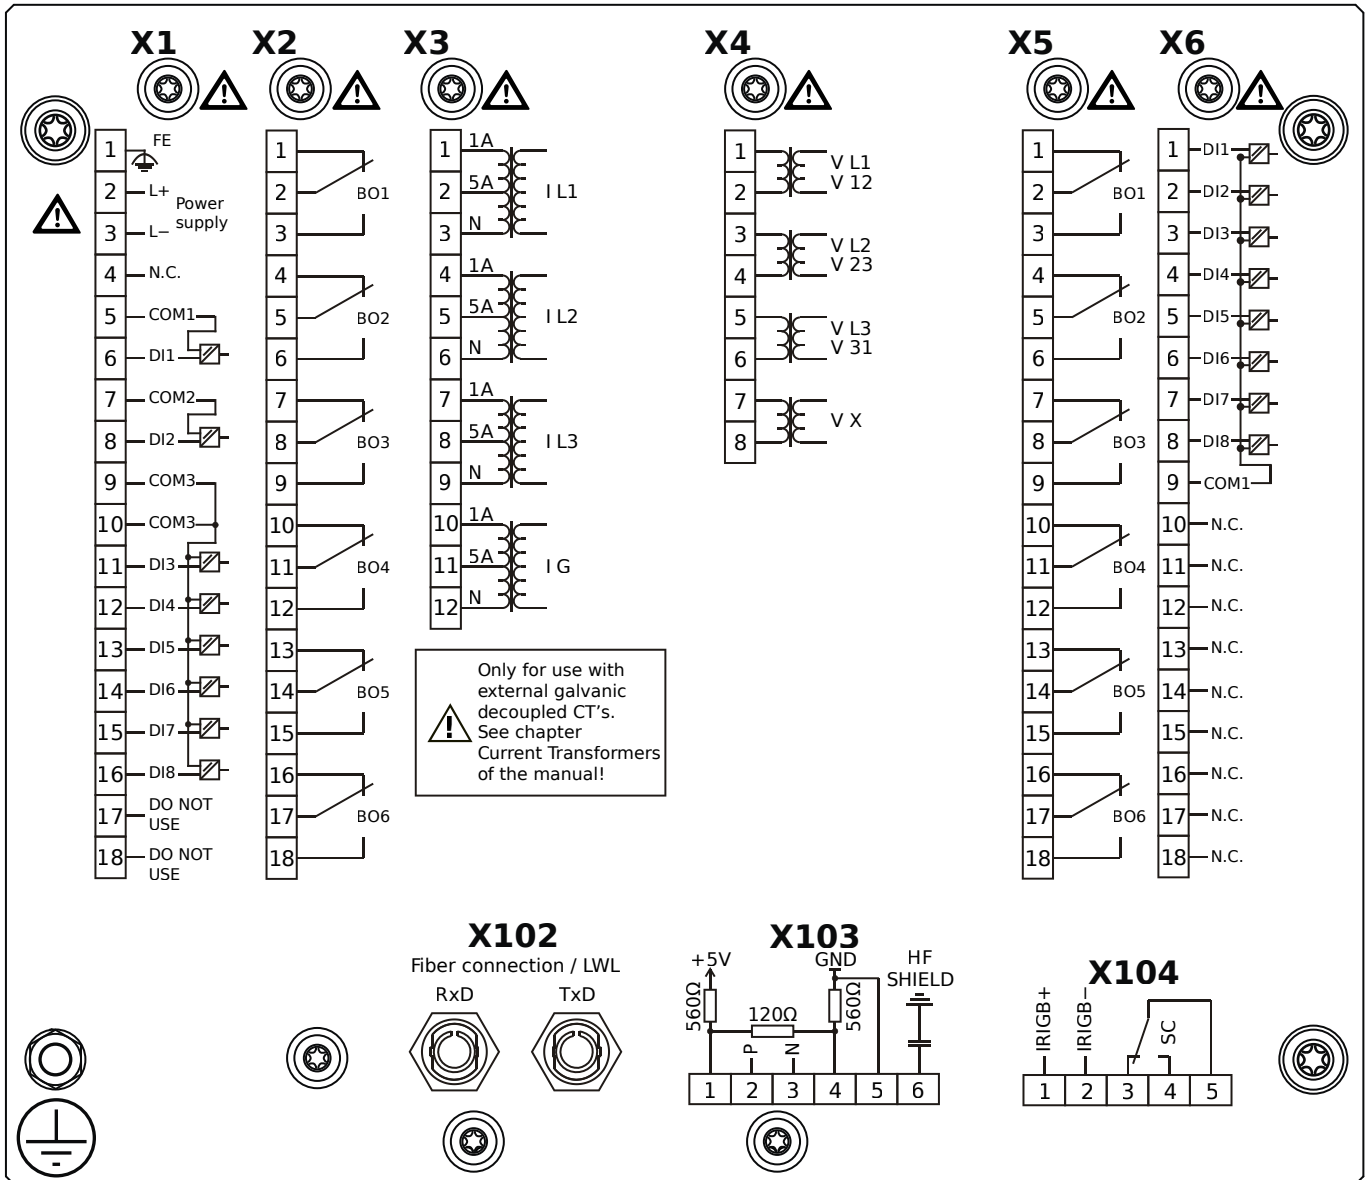 X1 X2 X3 X4 X5 X6
X1
1 FE
2 L+
Power
supply
3 L−
4 N.C.
5 COM1
6 DI1
7 COM2
8 DI2
9 COM3
10 COM3
11 DI3
12 DI4
13 DI5
14 DI6
15 DI7
16 DI8
17 DO NOT
USE
18 DO NOT
USE
1
2 BO1
3
4
5 BO2
6
7
8 BO3
9
10
11 BO4
12
13
14 BO5
15
16
17 BO6
18
1 1A
2 5A I L1
3 N
4 1A
5 5A I L2
6 N
7 1A
8 5A I L3
9 N
10 1A
11 5A I G
12 N
Only for use with
external galvanic
decoupled CT's.
See chapter
Current Transformers
of the manual!
1 V L1
2 V 12
3 V L2
4 V 23
5 V L3
6 V 31
7 V X
8
1
2 BO1
3
4
5 BO2
6
7
8 BO3
9
10
11 BO4
12
13
14 BO5
15
16
17 BO6
18
1 DI1
2 DI2
3 DI3
4 DI4
5 DI5
6 DI6
7 DI7
8 DI8
9 COM1
10 N.C.
11 N.C.
12 N.C.
13 N.C.
14 N.C.
15 N.C.
16 N.C.
17 N.C.
18 N.C.
X102
Fiber connection / LWL
RxD TxD
X103
+5V GND HF
SHIELD
560Ω 120Ω 560Ω
P N
1 2 3 4 5 6
X104
IRIGB+ IRIGB− SC
1 2 3 4 5